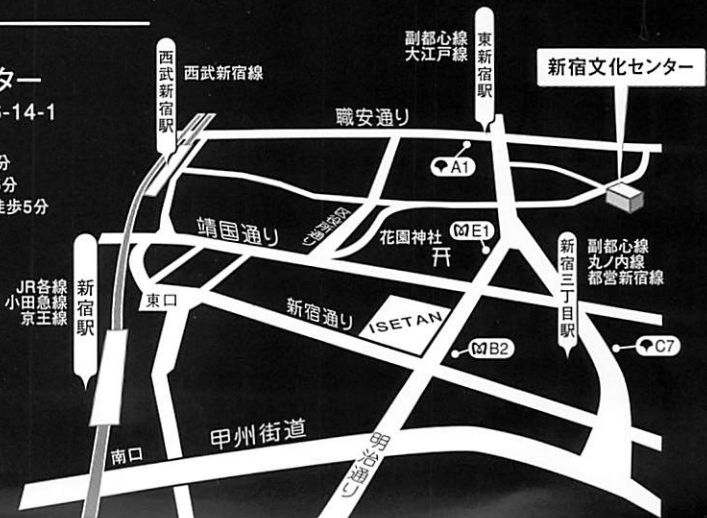 ター
6-14-1
分
分
徒歩5分
西武新宿駅
西武新宿線
副都心線
大江戸線
東新宿駅
新宿文化センター
職安通り
A1
靖国通り
区役所通り
花園神社
E1
新宿三丁目駅
副都心線
丸ノ内線
都営新宿線
JR各線
小田急線
京王線
新宿駅
東口
新宿通り
ISETAN
B2
C7
南口
甲州街道
明治通り